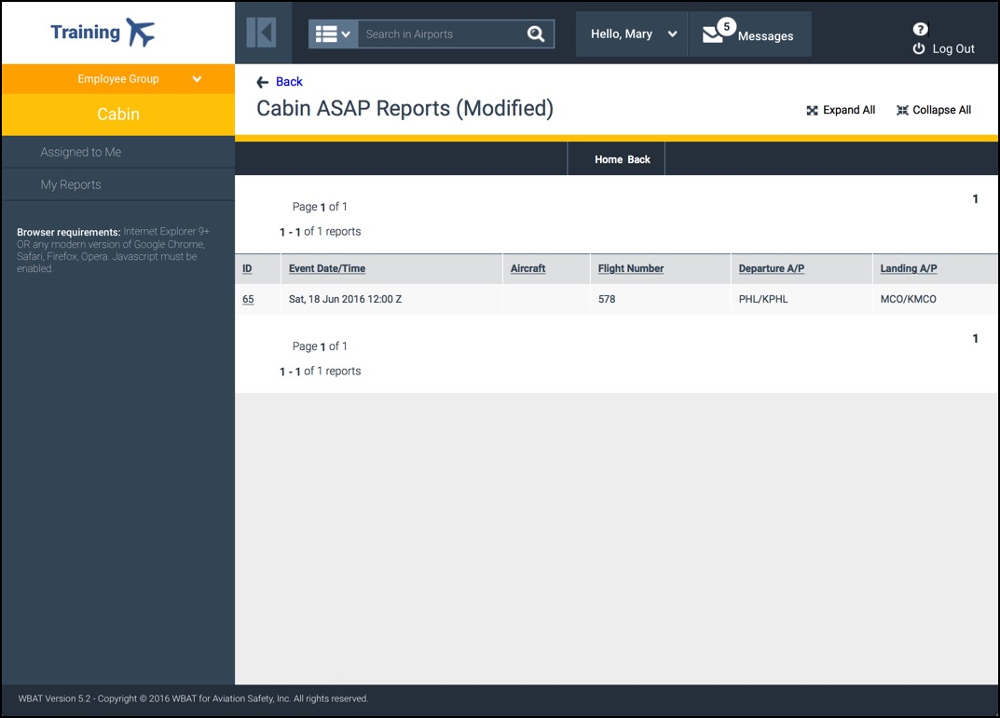 Training
Search in Airports
Hello, Mary
5
Messages
?
Log Out
Employee Group
Cabin
Assigned to Me
My Reports
Browser requirements: Internet Explorer 9+
OR any modern version of Google Chrome,
Safari, Firefox, Opera. Javascript must be
enabled.
Back
Cabin ASAP Reports (Modified)
Expand All
Collapse All
Home Back
Page 1 of 1
1
1 - 1 of 1 reports
ID Event Date/Time Aircraft Flight Number Departure A/P Landing A/P
65 Sat, 18 Jun 2016 12:00 Z 578 PHL/KPHL MCO/KMCO
Page 1 of 1
1
1 - 1 of 1 reports
WBAT Version 5.2 - Copyright © 2016 WBAT for Aviation Safety, Inc. All rights reserved.